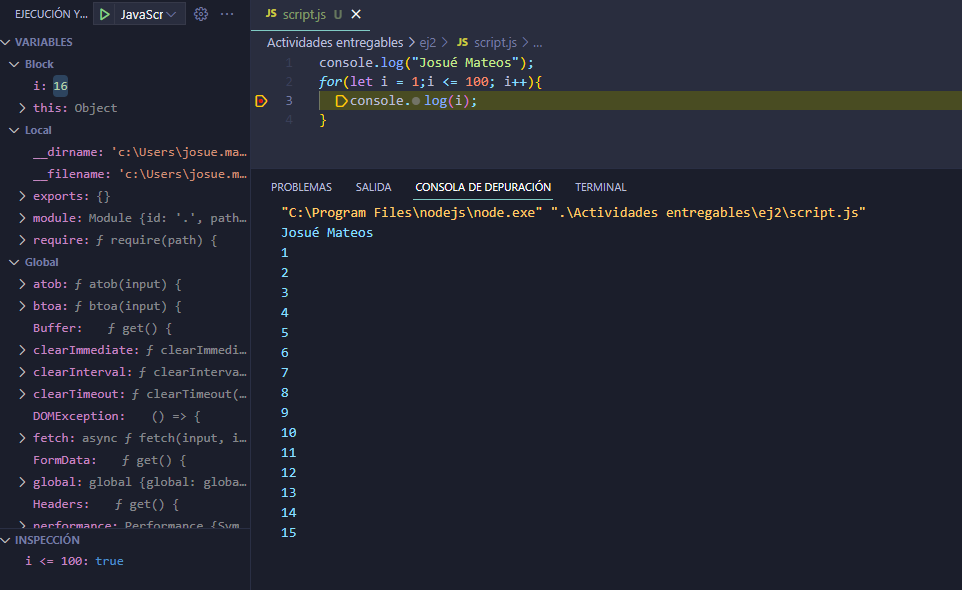 EJECUCIÓN Y... JavaScr
VARIABLES
Block
i: 16
this: Object
Local
__dirname: 'c:\Users\josue.ma…
__filename: 'c:\Users\josue.m…
exports: {}
module: Module {id: '.', path…
require: ƒ require(path) {
Global
atob: ƒ atob(input) {
btoa: ƒ btoa(input) {
Buffer: ƒ get() {
clearImmediate: ƒ clearImmedi…
clearInterval: ƒ clearInterva…
clearTimeout: ƒ clearTimeout(…
DOMException: () => {
fetch: async ƒ fetch(input, i…
FormData: ƒ get() {
global: global {global: globa…
Headers: ƒ get() {
performance: Performance {Sym…
INSPECCIÓN
i <= 100: true
JS script.js U
Actividades entregables > ej2 > JS script.js > ...
1 console.log("Josué Mateos");
2 for(let i = 1;i <= 100; i++){
3 console.log(i);
4 }
PROBLEMAS SALIDA CONSOLA DE DEPURACIÓN TERMINAL
"C:\Program Files\nodejs\node.exe" ".\Actividades entregables\ej2\script.js"
Josué Mateos
1
2
3
4
5
6
7
8
9
10
11
12
13
14
15